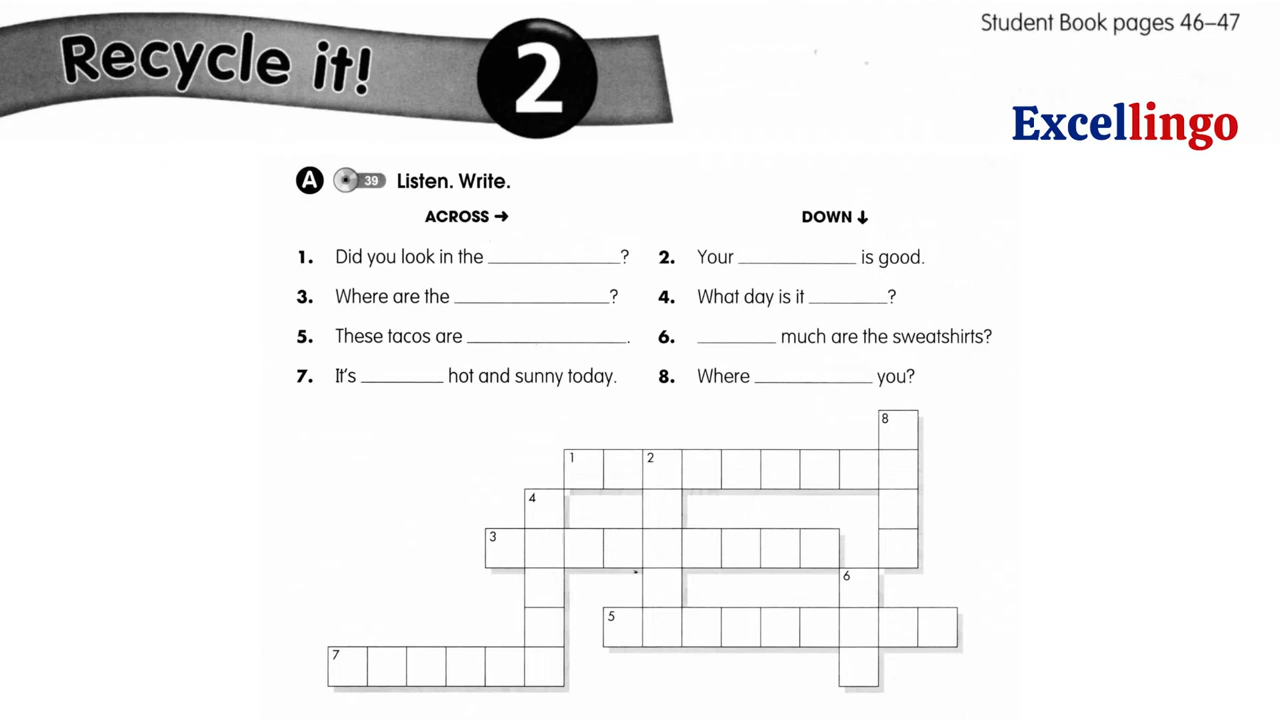 Recycle it! 2
Student Book pages 46–47
Excellingo
A 39 Listen. Write.
ACROSS →
1. Did you look in the ____________?
3. Where are the ____________?
5. These tacos are ____________.
7. It's ________ hot and sunny today.
DOWN ↓
2. Your ____________ is good.
4. What day is it ________?
6. ________ much are the sweatshirts?
8. Where ____________ you?
8
1 2
4
3
6
5
7